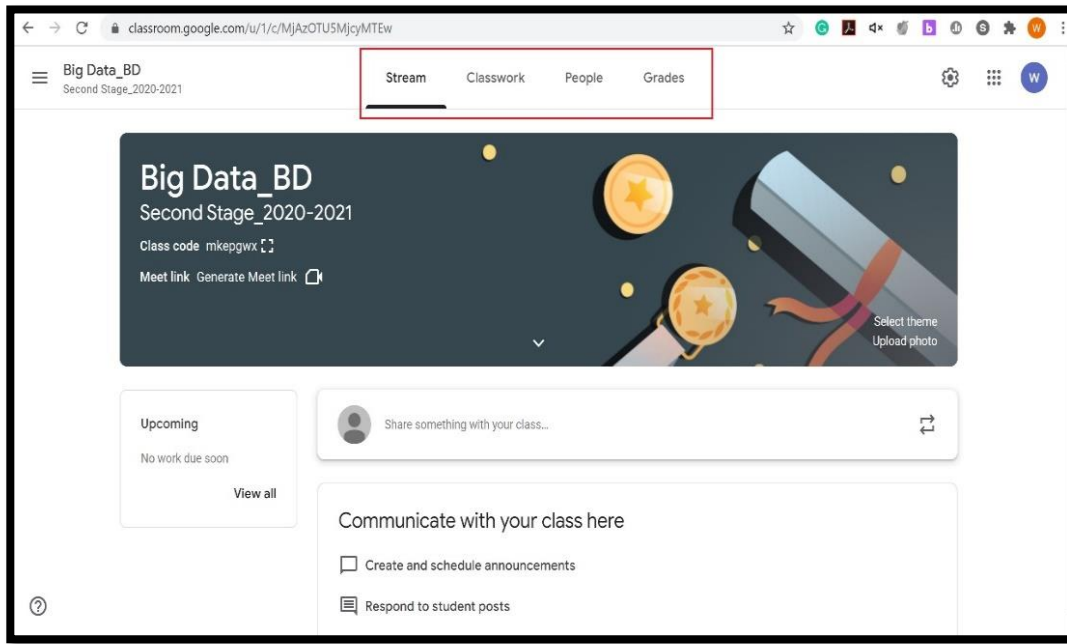 classroom.google.com/u/1/c/MjAzOTU5MjcyMTEw
Big Data_BD
Second Stage_2020-2021
Stream Classwork People Grades
W
Big Data_BD
Second Stage_2020-2021
Class code mkepgwx
Meet link Generate Meet link
Select theme
Upload photo
Upcoming
No work due soon
View all
Share something with your class...
Communicate with your class here
Create and schedule announcements
Respond to student posts